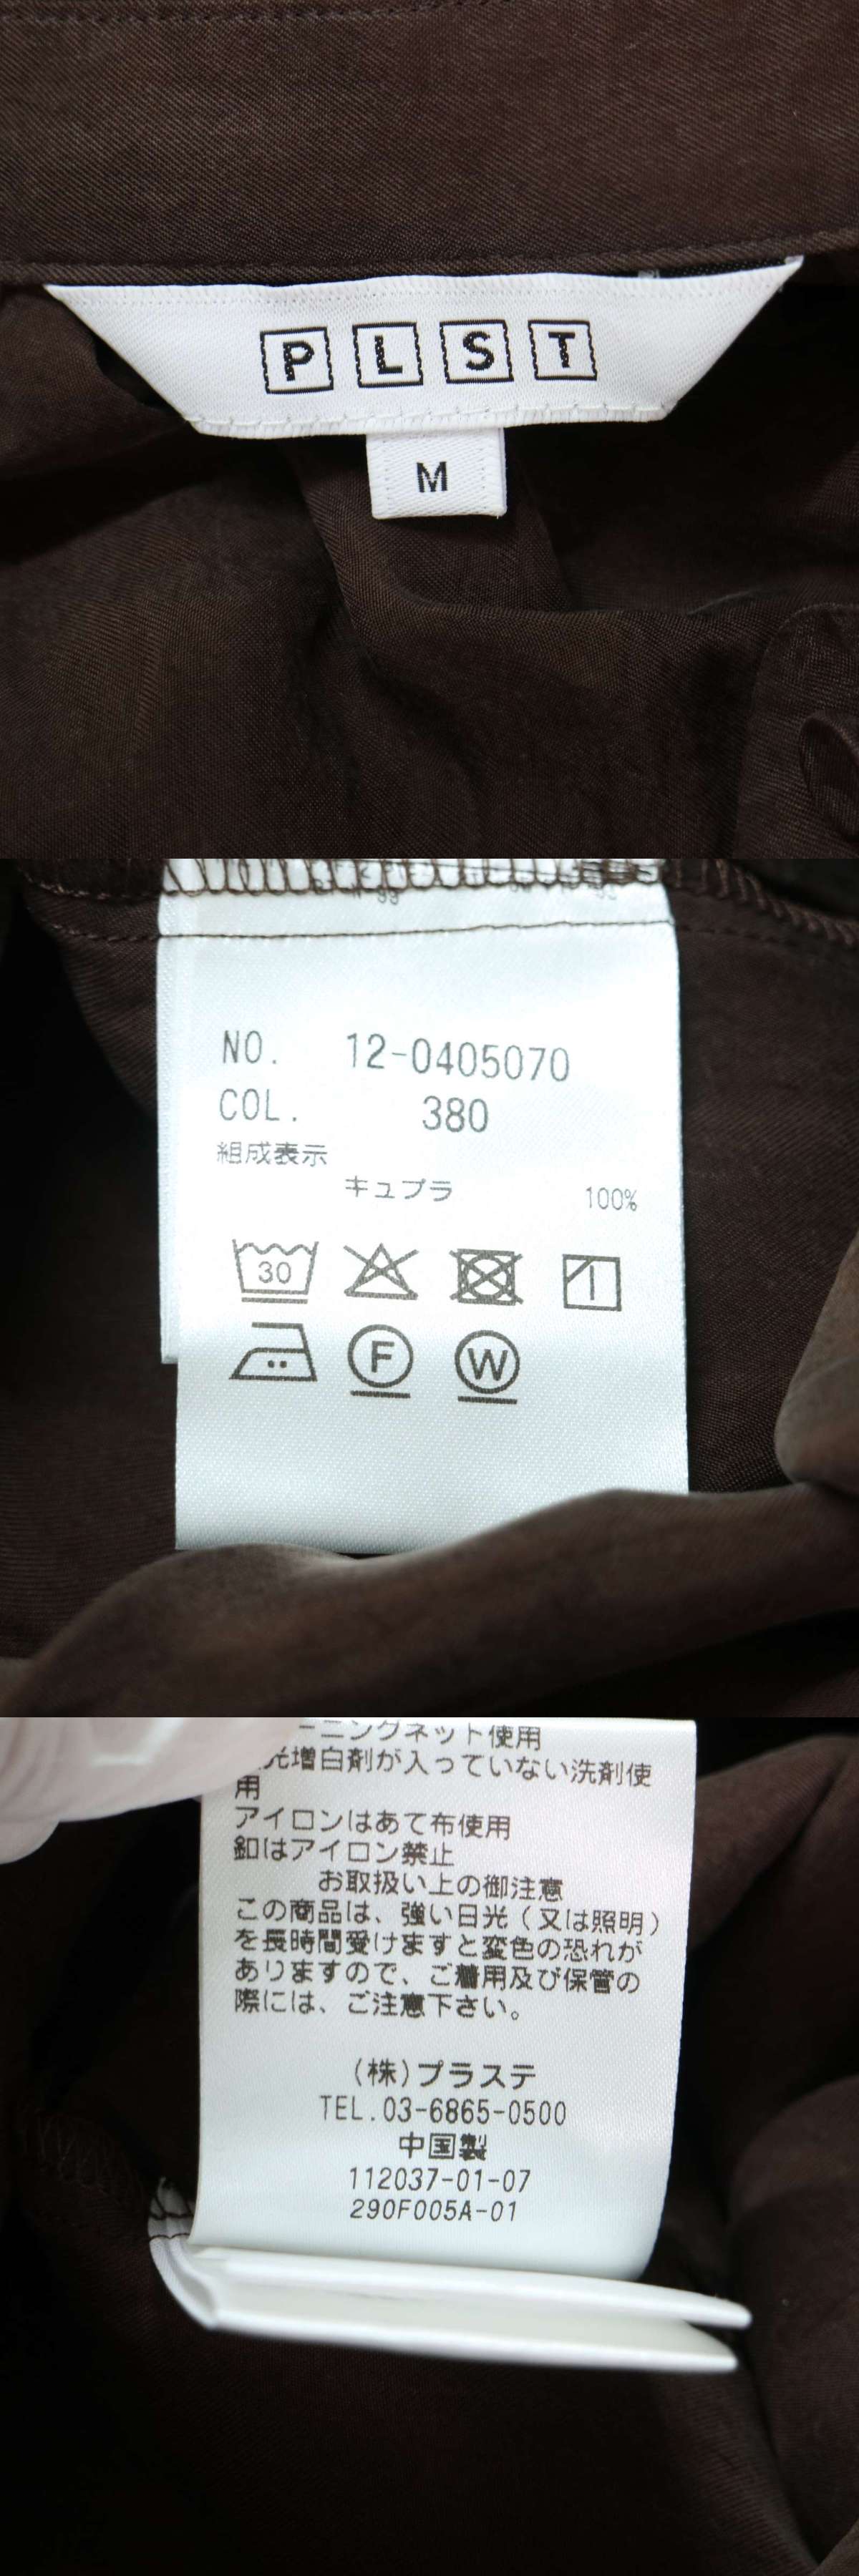 PLST
M
NO. 12-0405070
COL. 380
組成表示
キュプラ 100%
30
F W
ーニングネット使用
光増白剤が入っていない洗剤使
用
アイロンはあて布使用
釦はアイロン禁止
お取扱い上の御注意
この商品は、強い日光(又は照明)
を長時間受けますと変色の恐れが
ありますので、ご着用及び保管の
際には、ご注意下さい。
(株)プラステ
TEL.03-6865-0500
中国製
112037-01-07
290F005A-01